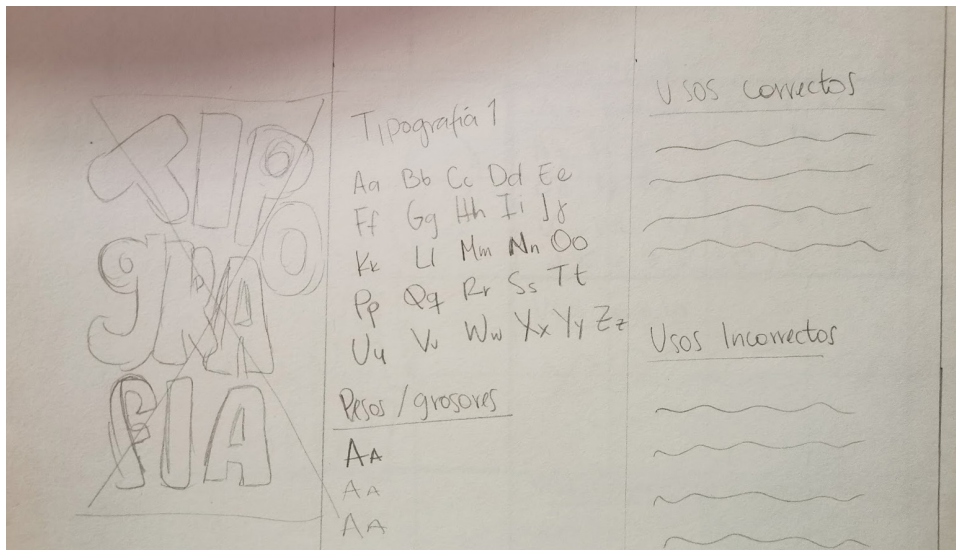 TIPO
gRA
FIA
Tipografía 1
Aa Bb Cc Dd Ee
Ff Gg Hh Ii Jj
Kk Ll Mm Nn Oo
Pp Qq Rr Ss Tt
Uu Vv Ww Xx Yy Zz
Pesos / grosores
AA
AA
AA
Usos correctos
Usos Incorrectos